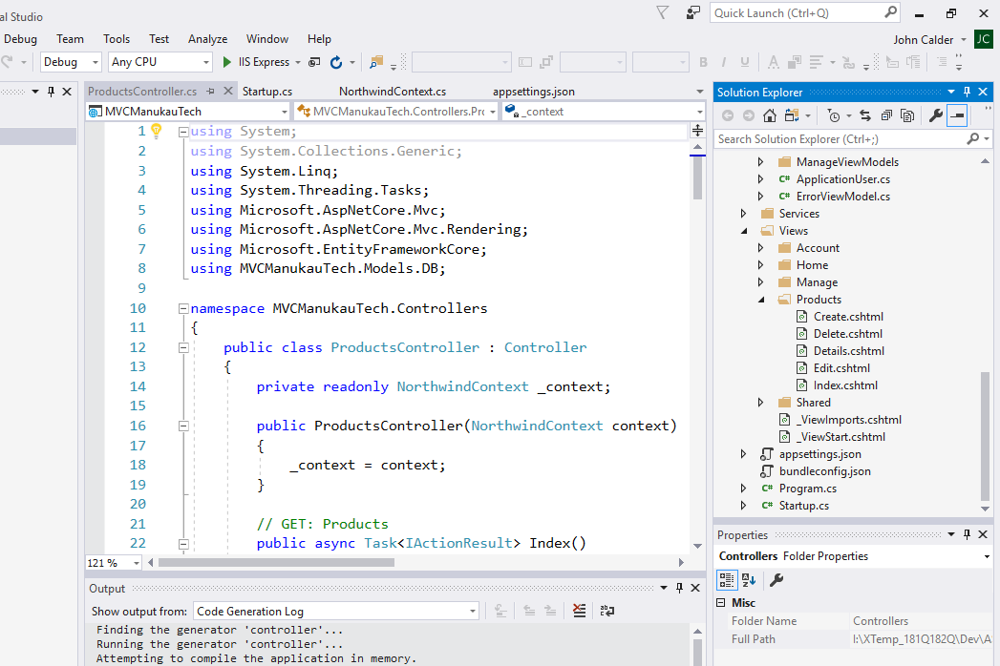 al Studio
Quick Launch (Ctrl+Q)
Debug Team Tools Test Analyze Window Help
John Calder JC
Debug Any CPU IIS Express
ProductsController.cs Startup.cs NorthwindContext.cs appsettings.json
MVCManukauTech MVCManukauTech.Controllers.Pr _context
1 using System;
2 using System.Collections.Generic;
3 using System.Linq;
4 using System.Threading.Tasks;
5 using Microsoft.AspNetCore.Mvc;
6 using Microsoft.AspNetCore.Mvc.Rendering;
7 using Microsoft.EntityFrameworkCore;
8 using MVCManukauTech.Models.DB;
9
10 namespace MVCManukauTech.Controllers
11 {
12 public class ProductsController : Controller
13 {
14 private readonly NorthwindContext _context;
15
16 public ProductsController(NorthwindContext context)
17 {
18 _context = context;
19 }
20
21 // GET: Products
22 public async Task<IActionResult> Index()
121 %
Output
Show output from: Code Generation Log
Finding the generator 'controller'...
Running the generator 'controller'...
Attempting to compile the application in memory.
Solution Explorer
Search Solution Explorer (Ctrl+;)
ManageViewModels
C# ApplicationUser.cs
C# ErrorViewModel.cs
Services
Views
Account
Home
Manage
Products
Create.cshtml
Delete.cshtml
Details.cshtml
Edit.cshtml
Index.cshtml
Shared
_ViewImports.cshtml
_ViewStart.cshtml
appsettings.json
bundleconfig.json
C# Program.cs
C# Startup.cs
Properties
Controllers Folder Properties
Misc
Folder Name Controllers
Full Path I:\XTemp_181Q182Q\Dev\A